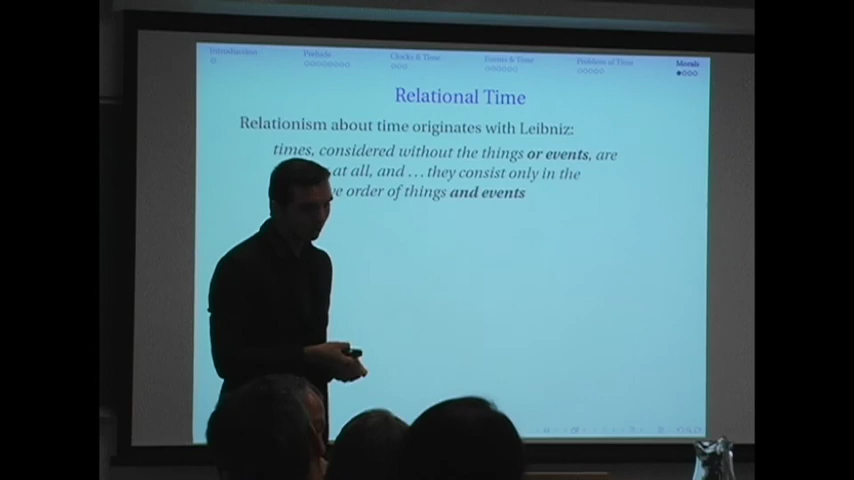 Introduction Prelude Clocks & Time Events & Time Problem of Time Morals
Relational Time
Relationism about time originates with Leibniz:
times, considered without the things or events, are
at all, and ... they consist only in the
order of things and events